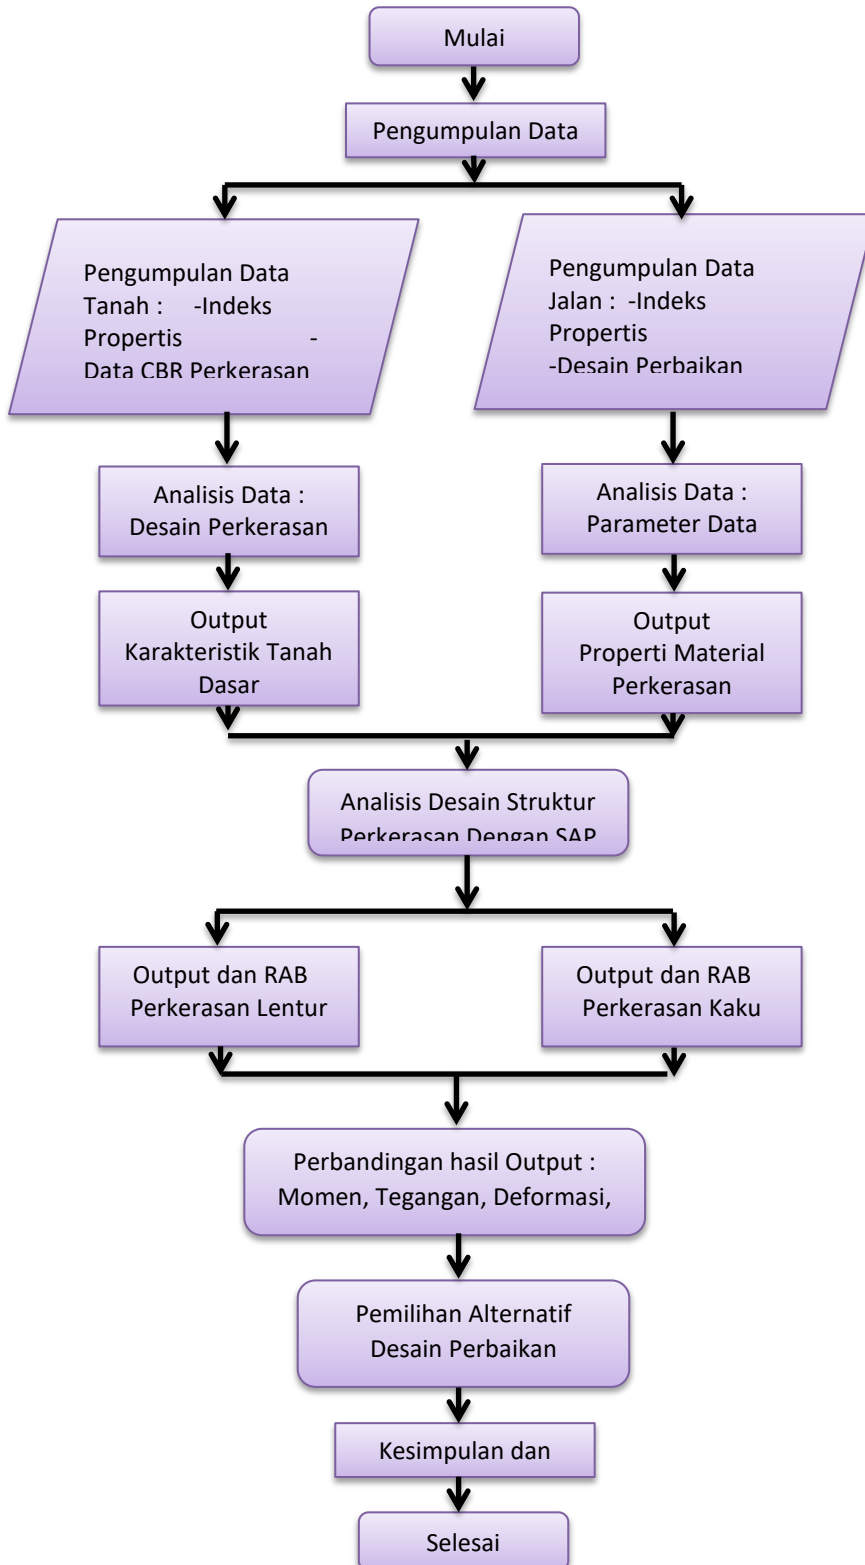 Mulai
Pengumpulan Data
Pengumpulan Data
Tanah : -Indeks
Propertis -
Data CBR Perkerasan
Pengumpulan Data
Jalan : -Indeks
Propertis
-Desain Perbaikan
Analisis Data :
Desain Perkerasan
Analisis Data :
Parameter Data
Output
Karakteristik Tanah
Dasar
Output
Properti Material
Perkerasan
Analisis Desain Struktur
Perkerasan Dengan SAP
Output dan RAB
Perkerasan Lentur
Output dan RAB
Perkerasan Kaku
Perbandingan hasil Output :
Momen, Tegangan, Deformasi,
Pemilihan Alternatif
Desain Perbaikan
Kesimpulan dan
Selesai